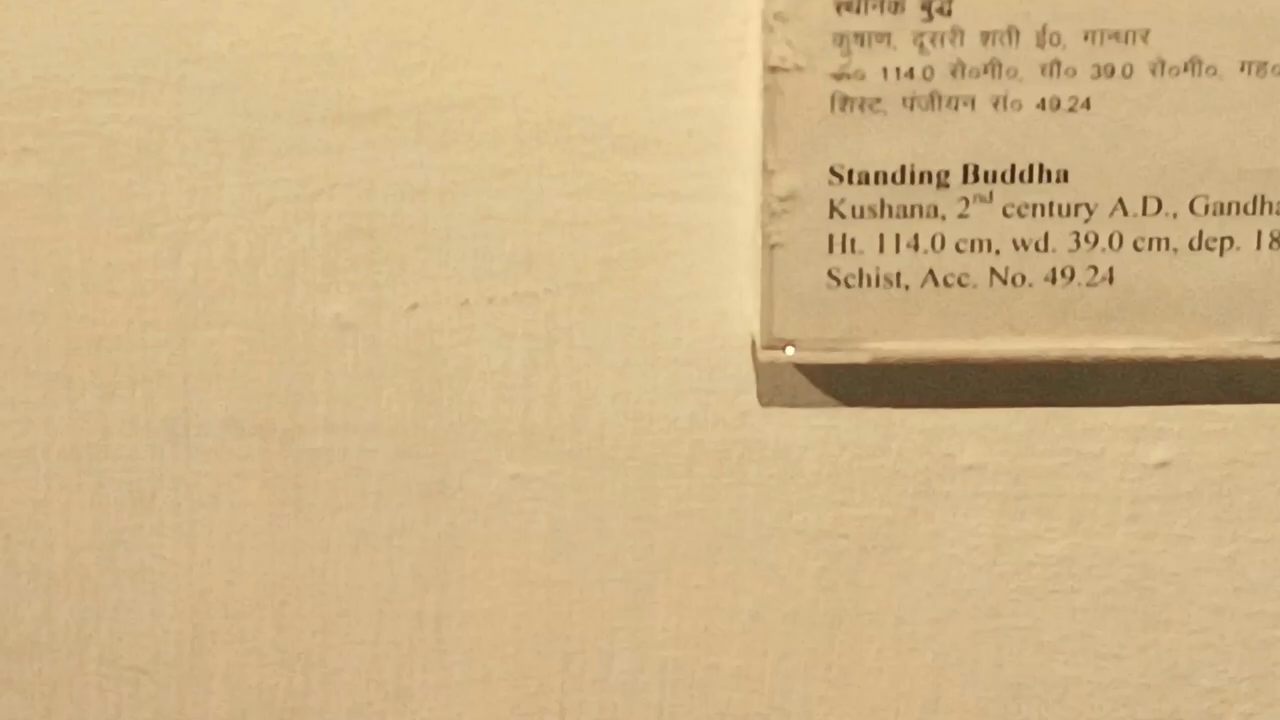 स्थानक बुद्ध
कुषाण, दूसरी शती ई०, गान्धार
ऊँ० 114.0 से०मी०, चौ० 39.0 से०मी०, गह०
शिस्ट, पंजीयन सं० 49.24
Standing Buddha
Kushana, 2nd century A.D., Gandha
Ht. 114.0 cm, wd. 39.0 cm, dep. 18
Schist, Acc. No. 49.24